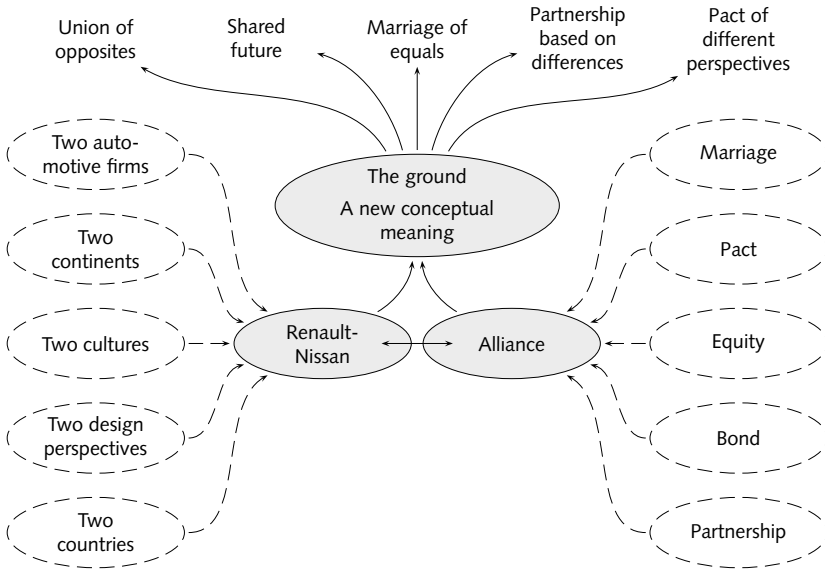 Union of
opposites
Shared
future
Marriage of
equals
Partnership
based on
differences
Pact of
different
perspectives
Two auto-
motive firms
Two
continents
Two cultures
Two design
perspectives
Two
countries
The ground
A new conceptual
meaning
Renault-
Nissan
Alliance
Marriage
Pact
Equity
Bond
Partnership